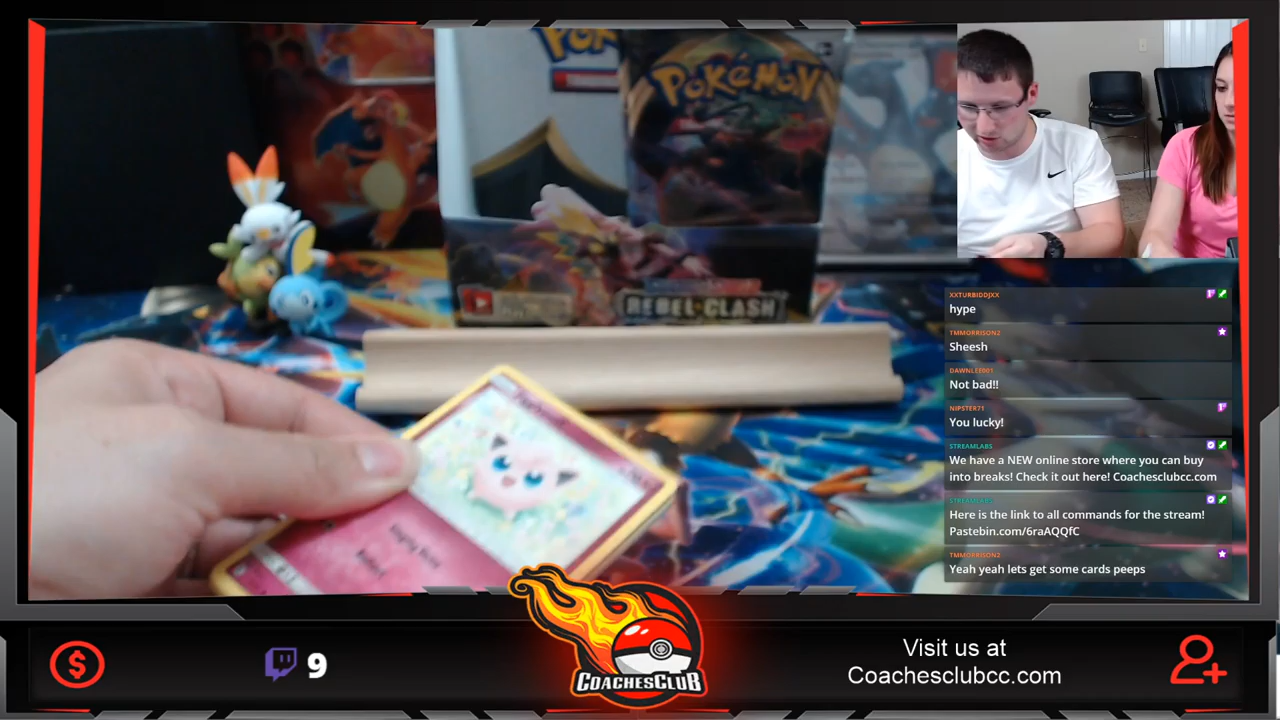 POK
Pokémon
REBEL CLASH
XXTURBIDDJXX
hype
TMMORRISON2
Sheesh
DAWNLEE001
Not bad!!
NIPSTER71
You lucky!
STREAMLABS
We have a NEW online store where you can buy
into breaks! Check it out here! Coachesclubcc.com
STREAMLABS
Here is the link to all commands for the stream!
Pastebin.com/6raAQQfC
TMMORRISON2
Yeah yeah lets get some cards peeps
$
9
COACHESCLUB
Visit us at
Coachesclubcc.com